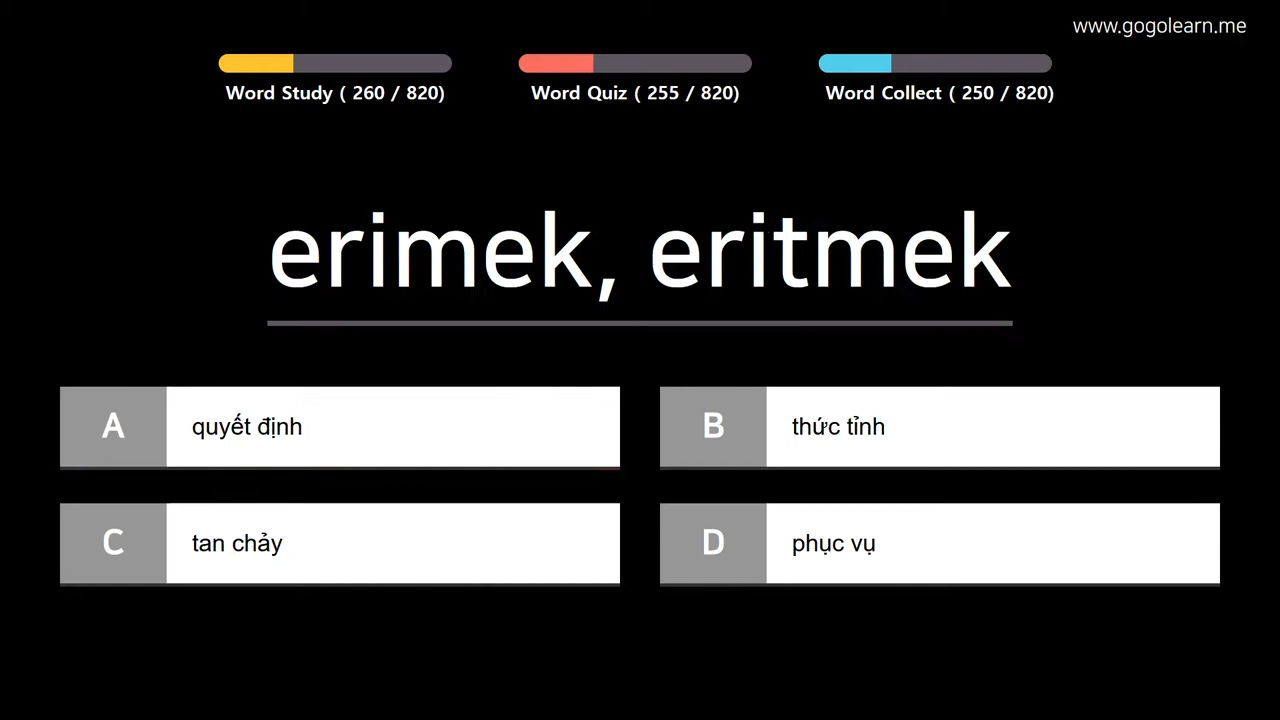 www.gogolearn.me
Word Study ( 260 / 820)
Word Quiz ( 255 / 820)
Word Collect ( 250 / 820)
erimek, eritmek
A quyết định
B thức tỉnh
C tan chảy
D phục vụ